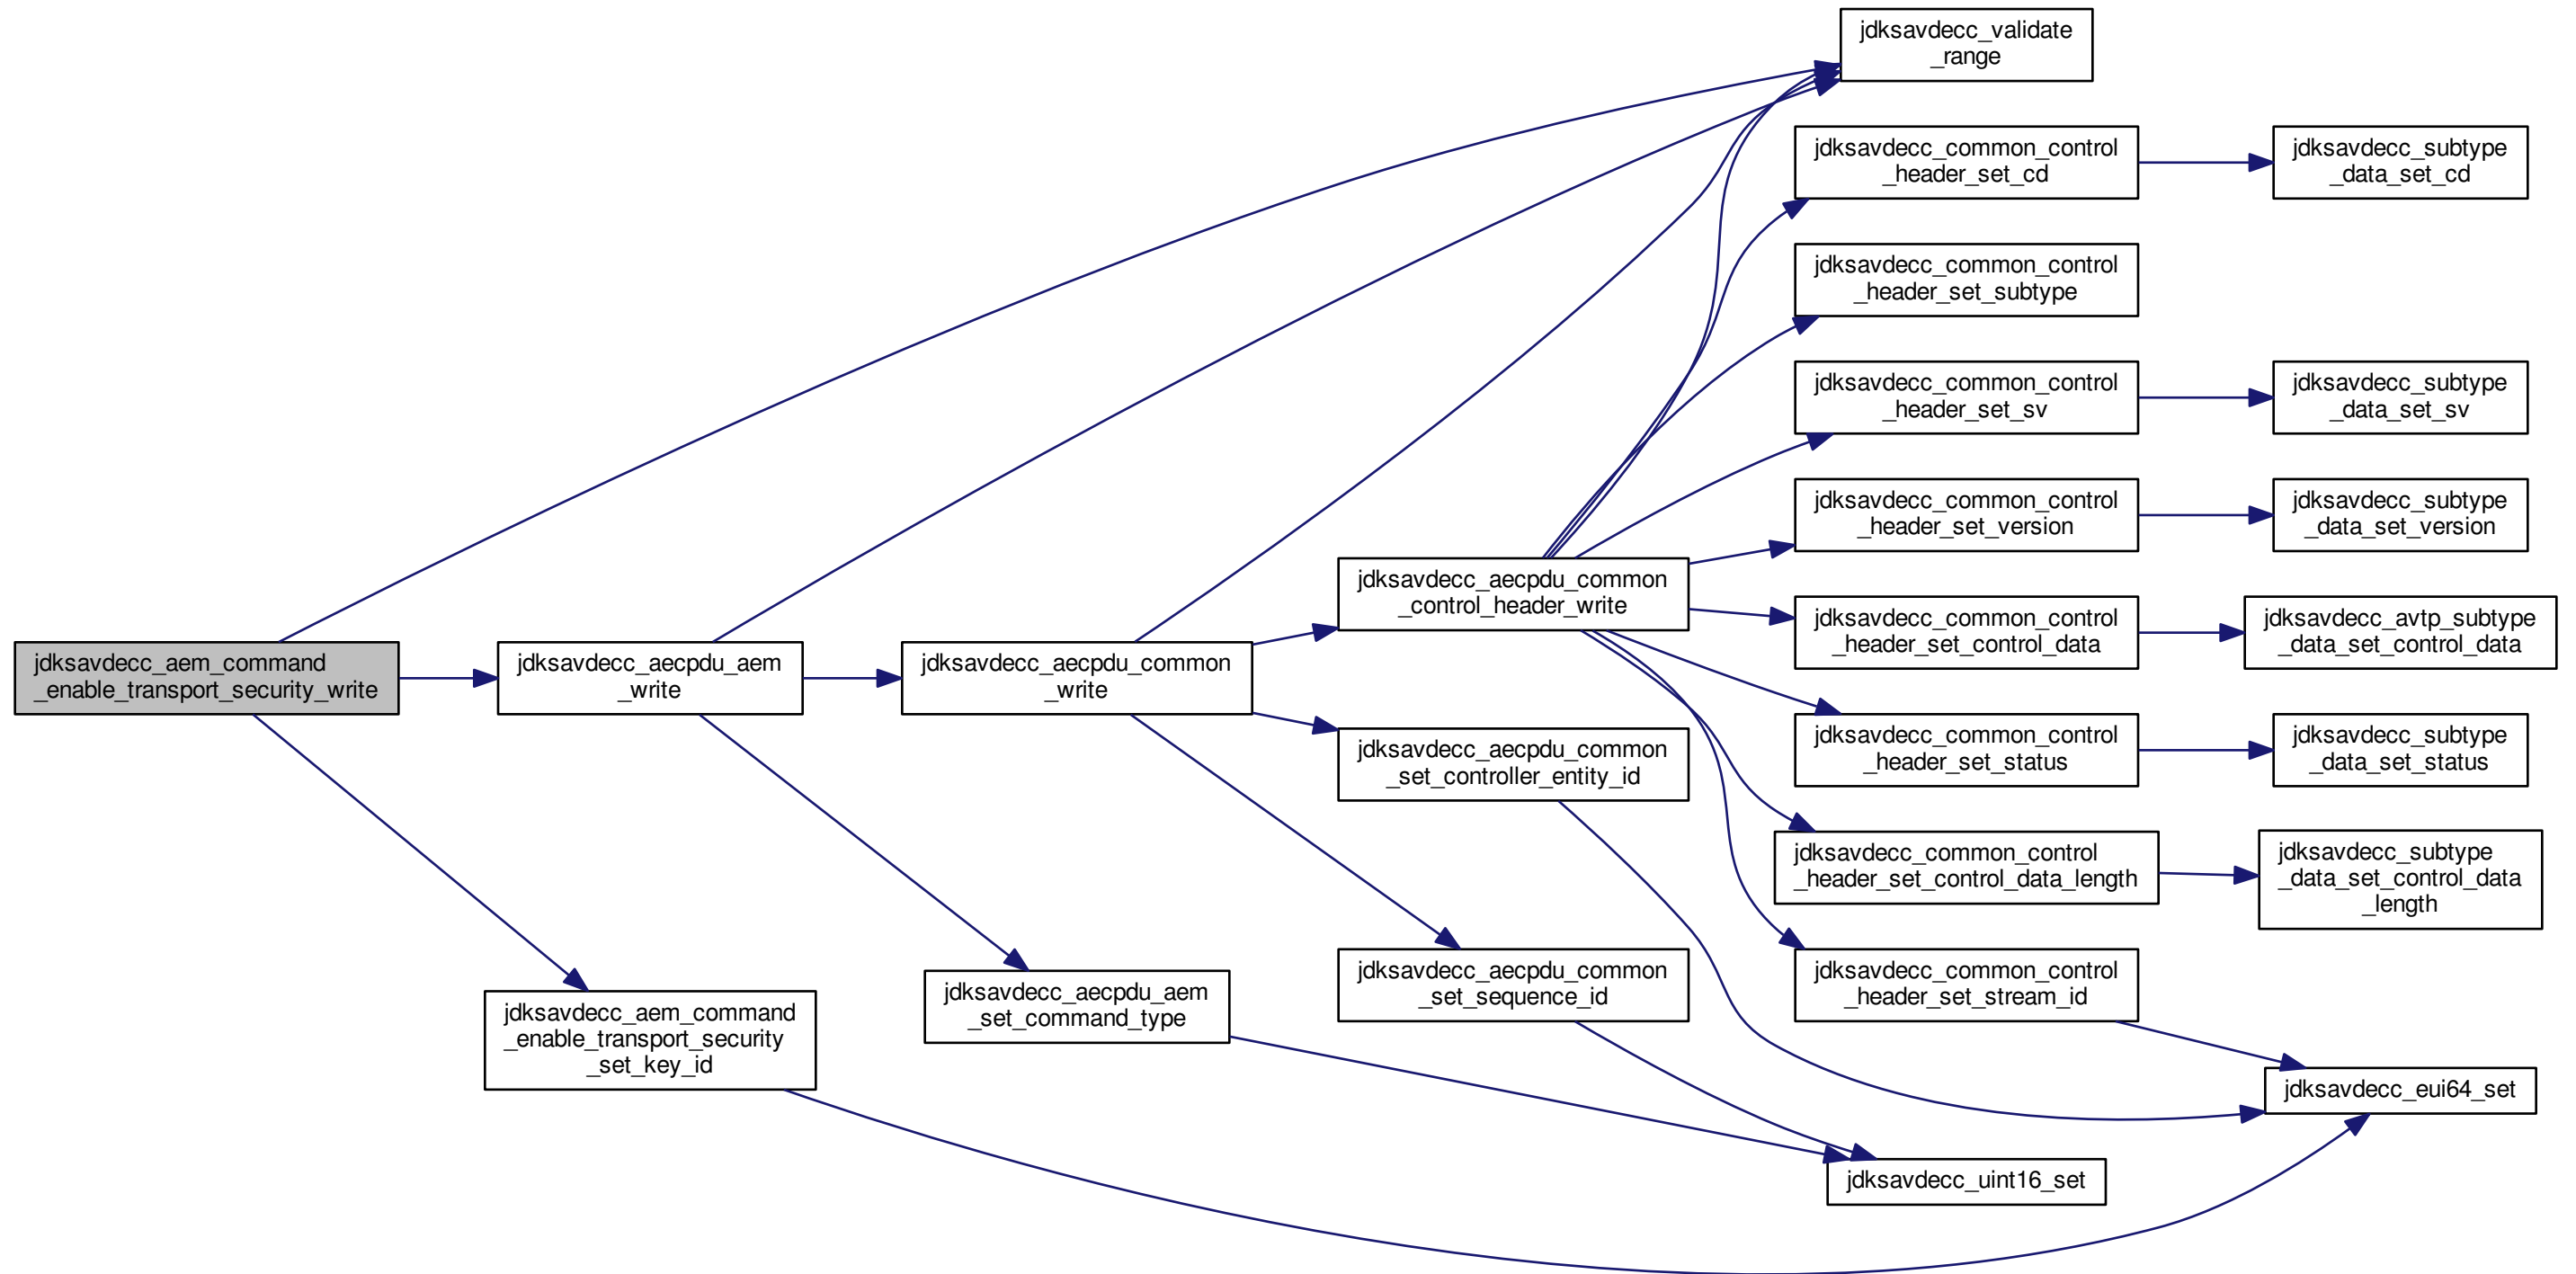 jdksavdecc_aem_command
_enable_transport_security_write
jdksavdecc_aecpdu_aem
_write
jdksavdecc_aem_command
_enable_transport_security
_set_key_id
jdksavdecc_aecpdu_common
_write
jdksavdecc_aecpdu_aem
_set_command_type
jdksavdecc_aecpdu_common
_control_header_write
jdksavdecc_aecpdu_common
_set_controller_entity_id
jdksavdecc_aecpdu_common
_set_sequence_id
jdksavdecc_validate
_range
jdksavdecc_common_control
_header_set_cd
jdksavdecc_common_control
_header_set_subtype
jdksavdecc_common_control
_header_set_sv
jdksavdecc_common_control
_header_set_version
jdksavdecc_common_control
_header_set_control_data
jdksavdecc_common_control
_header_set_status
jdksavdecc_common_control
_header_set_control_data_length
jdksavdecc_common_control
_header_set_stream_id
jdksavdecc_uint16_set
jdksavdecc_subtype
_data_set_cd
jdksavdecc_subtype
_data_set_sv
jdksavdecc_subtype
_data_set_version
jdksavdecc_avtp_subtype
_data_set_control_data
jdksavdecc_subtype
_data_set_status
jdksavdecc_subtype
_data_set_control_data
_length
jdksavdecc_eui64_set